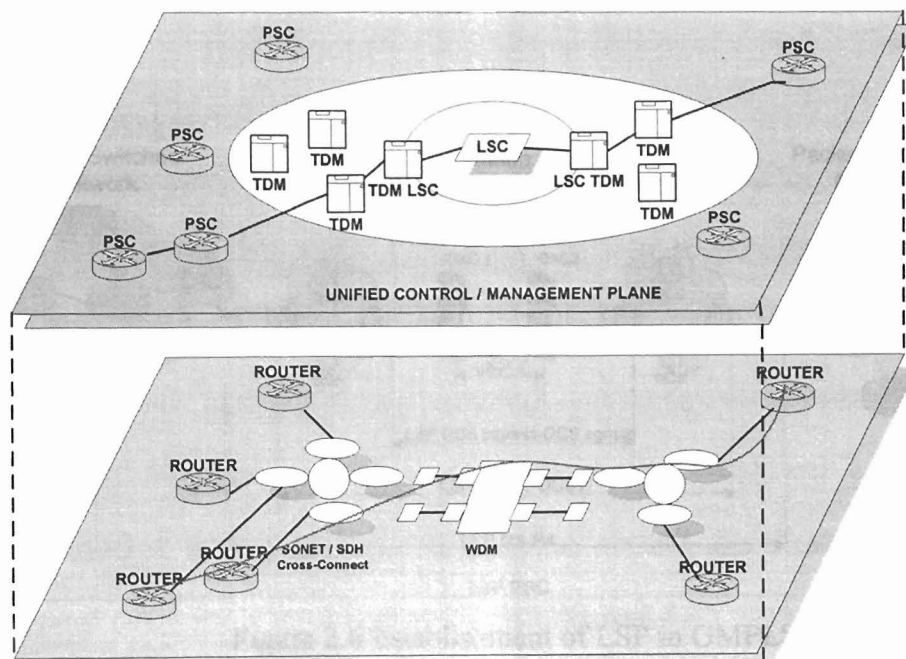 PSC
PSC
PSC
TDM
TDM
LSC
TDM
TDM LSC
LSC TDM
TDM
TDM
PSC
PSC
PSC
UNIFIED CONTROL / MANAGEMENT PLANE
ROUTER
ROUTER
ROUTER
SONET / SDH
Cross-Connect
WDM
ROUTER
ROUTER
ROUTER